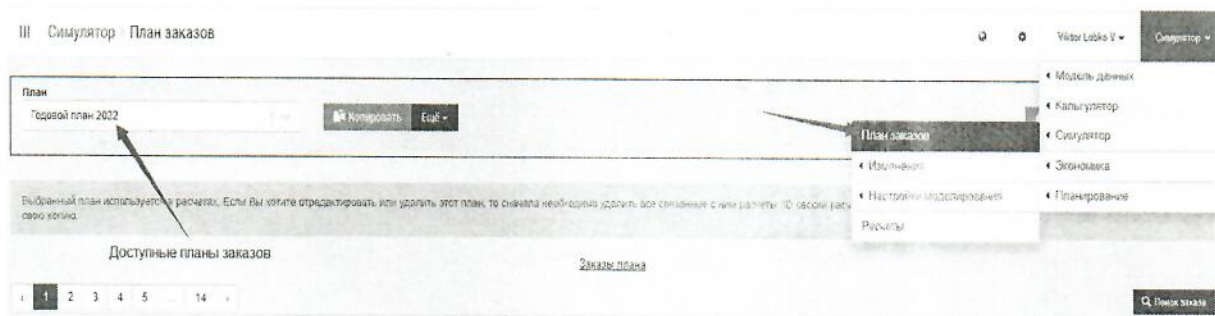 Симулятор План заказов
Viktor Lobko V
Симулятор
План
Годовой план 2022
Копировать Ещё
Модель данных
Калькулятор
Симулятор
Экономика
Планирование
План заказов
Изменения
Настройки моделирования
Расчеты
Выбранный план используется в расчетах. Если Вы хотите отредактировать или удалить этот план, то сначала необходимо удалить все связанные с ним расчеты. ID своей
свою копию.
Доступные планы заказов
Заказы плана
‹ 1 2 3 4 5 ... 14 ›
Поиск заказа